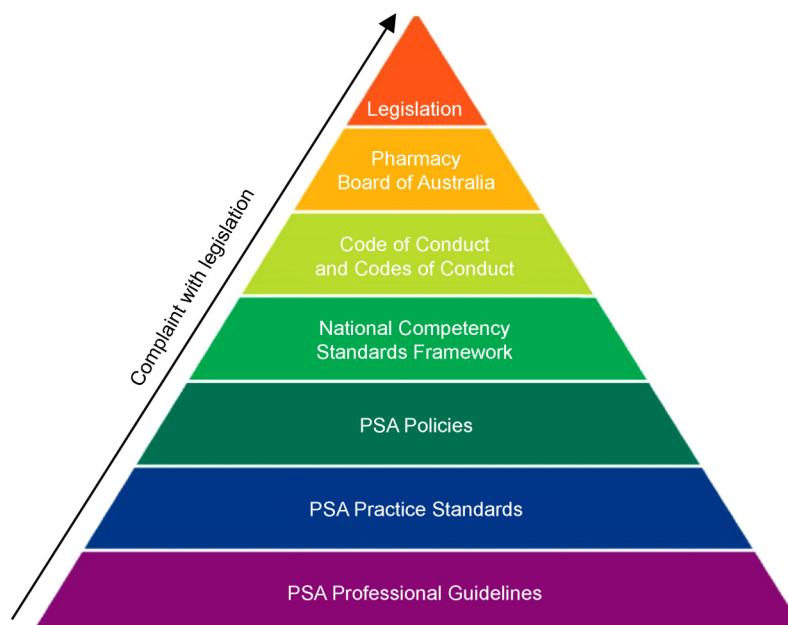 Legislation
Pharmacy
Board of Australia
Code of Conduct
and Codes of Conduct
National Competency
Standards Framework
PSA Policies
PSA Practice Standards
PSA Professional Guidelines
Complaint with legislation